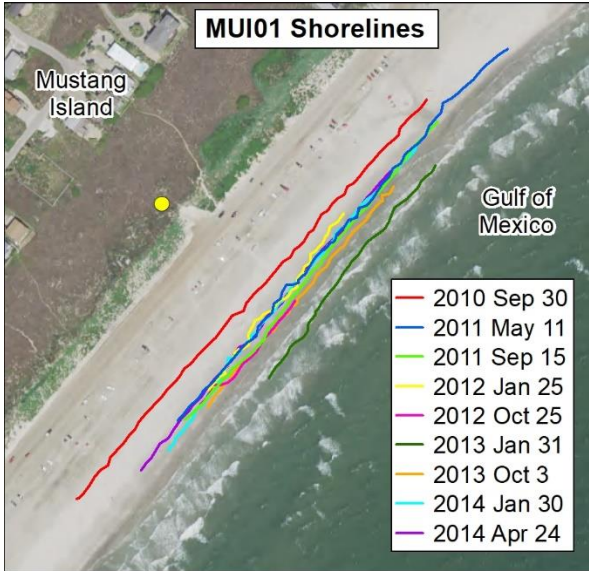 MUI01 Shorelines
Mustang
Island
Gulf of
Mexico
2010 Sep 30
2011 May 11
2011 Sep 15
2012 Jan 25
2012 Oct 25
2013 Jan 31
2013 Oct 3
2014 Jan 30
2014 Apr 24